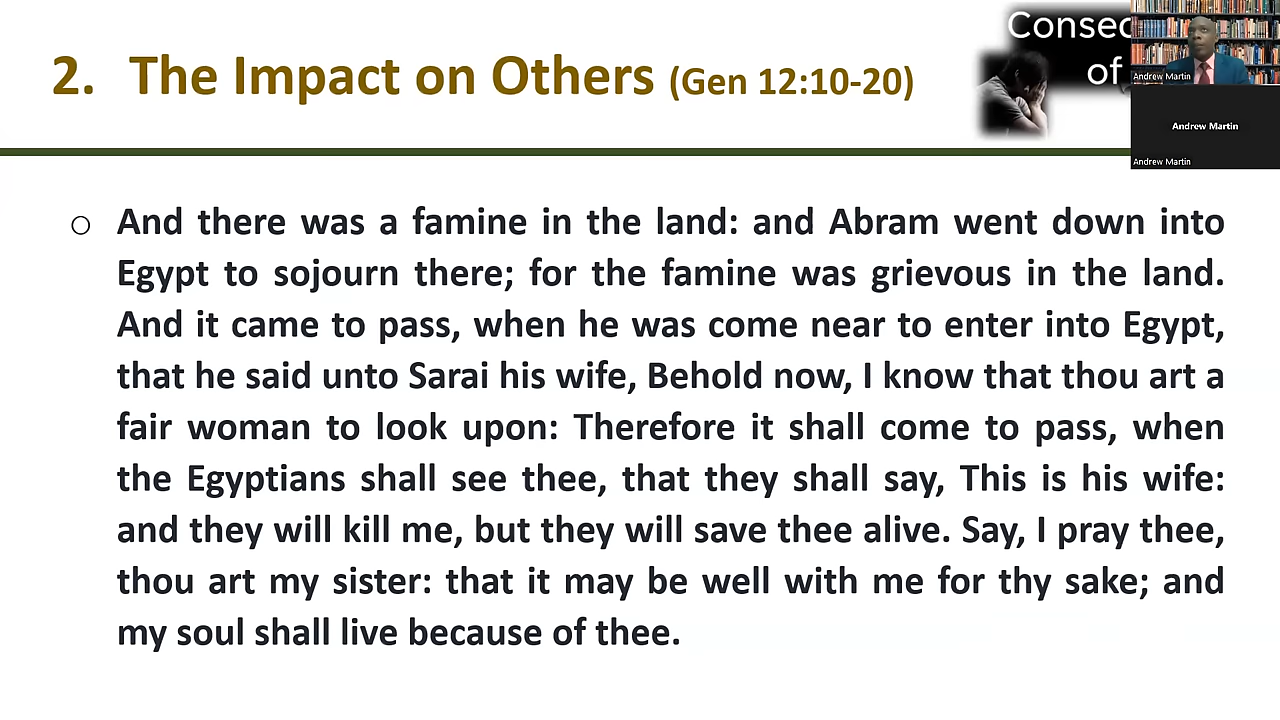 2. The Impact on Others (Gen 12:10-20)
Consec
of
Andrew Martin
Andrew Martin
Andrew Martin
○ And there was a famine in the land: and Abram went down into
Egypt to sojourn there; for the famine was grievous in the land.
And it came to pass, when he was come near to enter into Egypt,
that he said unto Sarai his wife, Behold now, I know that thou art a
fair woman to look upon: Therefore it shall come to pass, when
the Egyptians shall see thee, that they shall say, This is his wife:
and they will kill me, but they will save thee alive. Say, I pray thee,
thou art my sister: that it may be well with me for thy sake; and
my soul shall live because of thee.